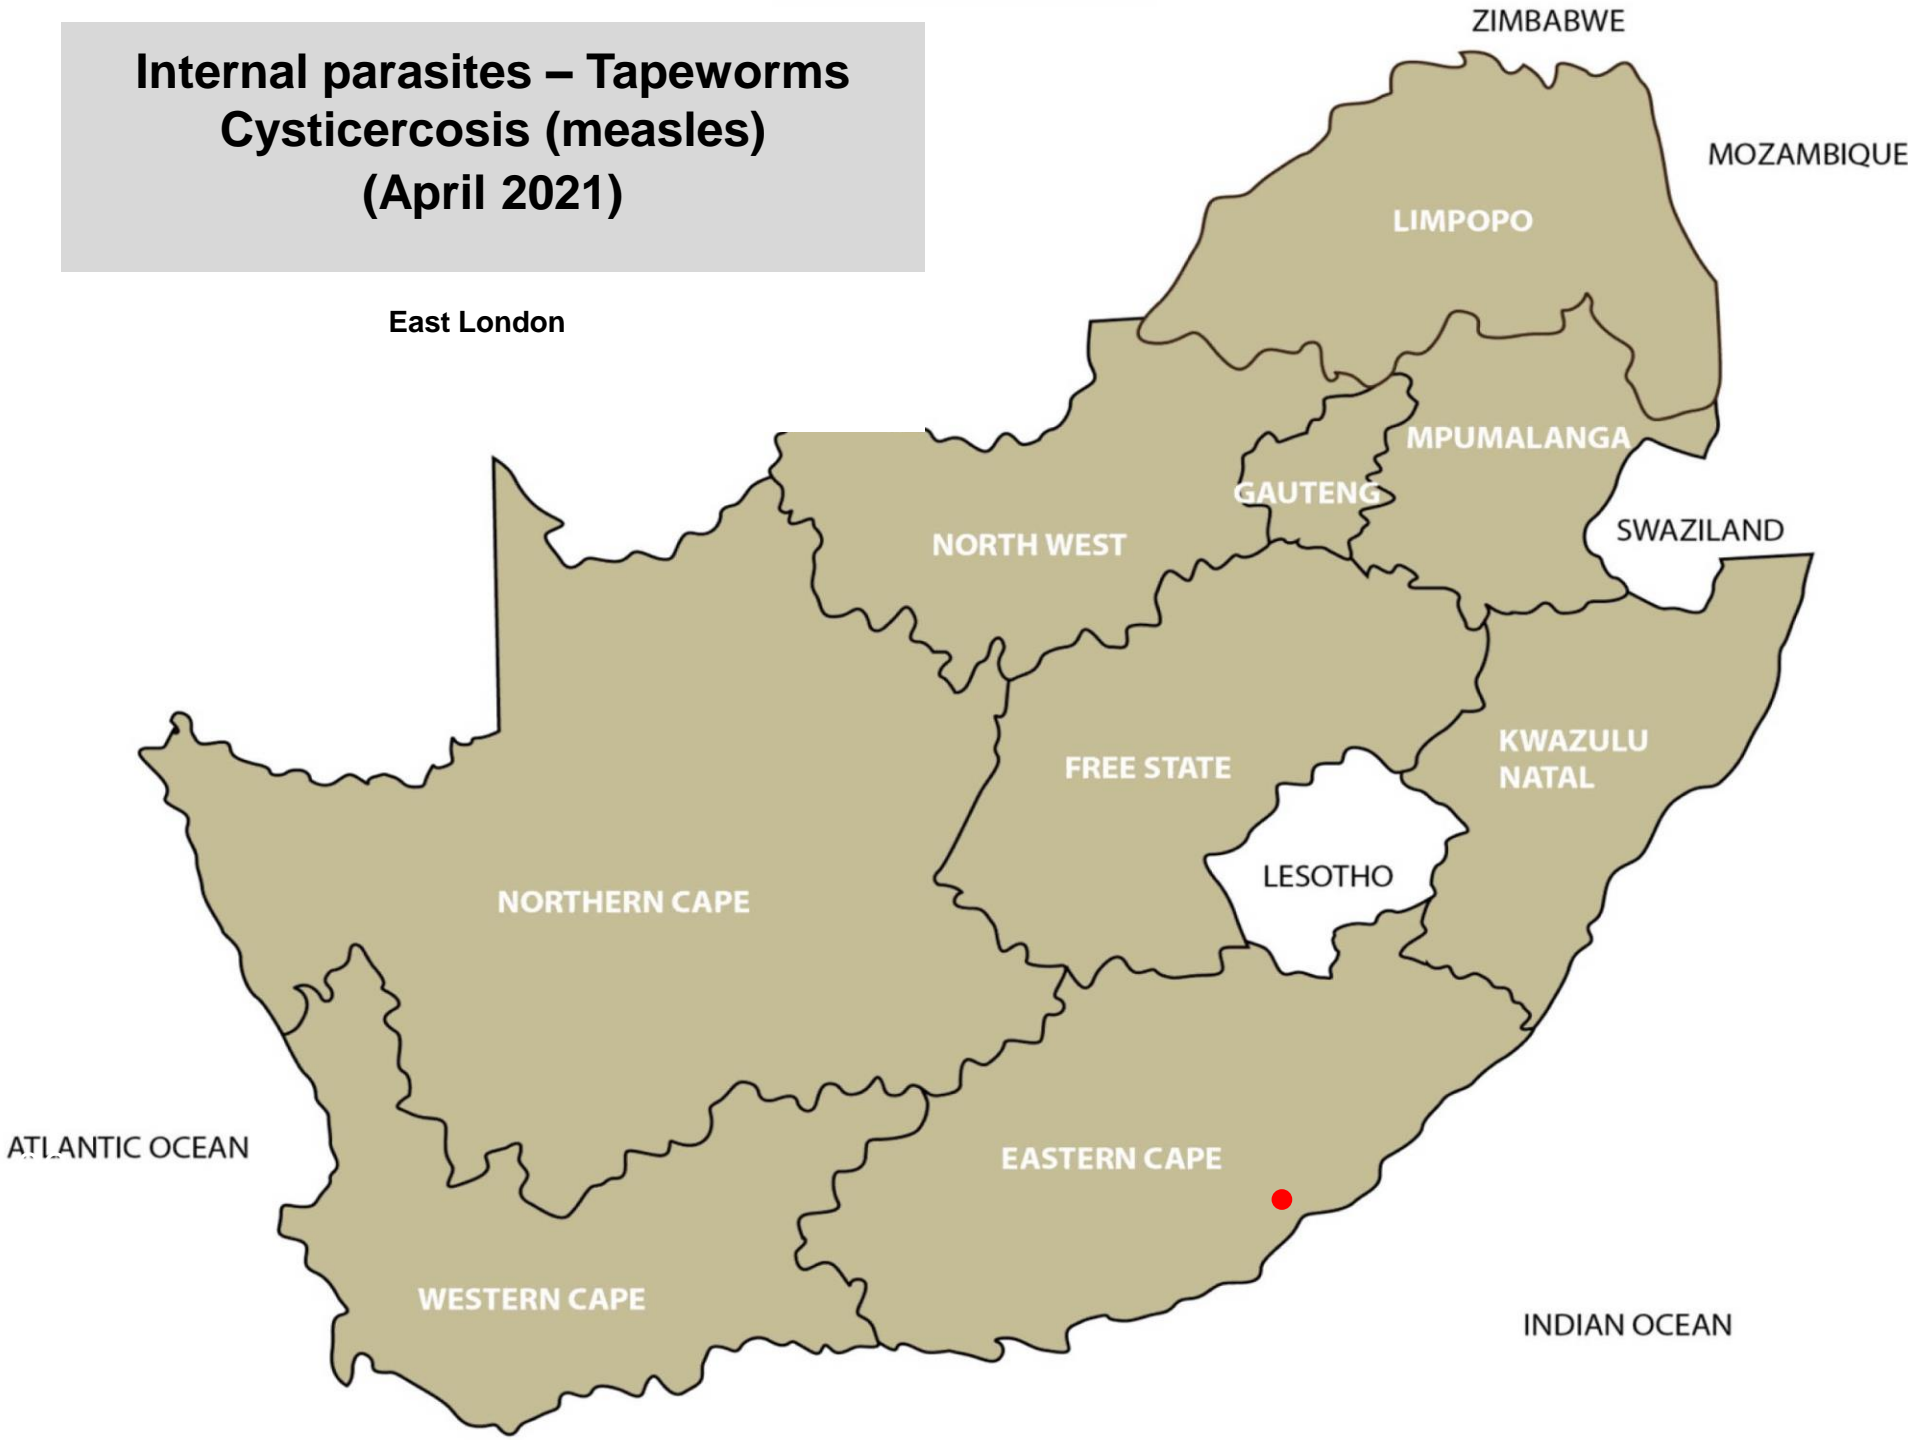 Internal parasites – Tapeworms
Cysticercosis (measles)
(April 2021)
East London
ZIMBABWE
MOZAMBIQUE
LIMPOPO
MPUMALANGA
GAUTENG
SWAZILAND
NORTH WEST
KWAZULU
NATAL
FREE STATE
LESOTHO
NORTHERN CAPE
ATLANTIC OCEAN
EASTERN CAPE
WESTERN CAPE
INDIAN OCEAN